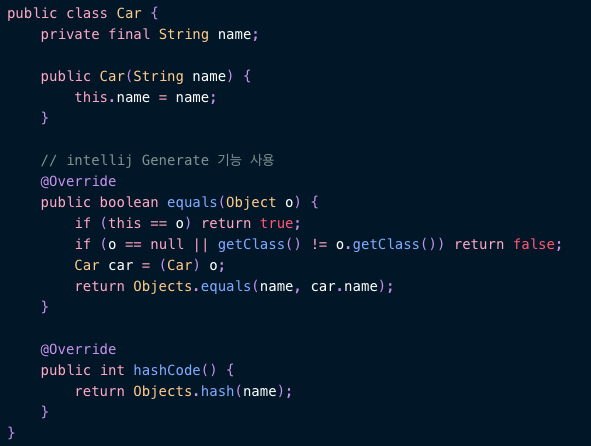 public class Car {
    private final String name;

    public Car(String name) {
        this.name = name;
    }

    // intellij Generate 기능 사용
    @Override
    public boolean equals(Object o) {
        if (this == o) return true;
        if (o == null || getClass() != o.getClass()) return false;
        Car car = (Car) o;
        return Objects.equals(name, car.name);
    }

    @Override
    public int hashCode() {
        return Objects.hash(name);
    }
}